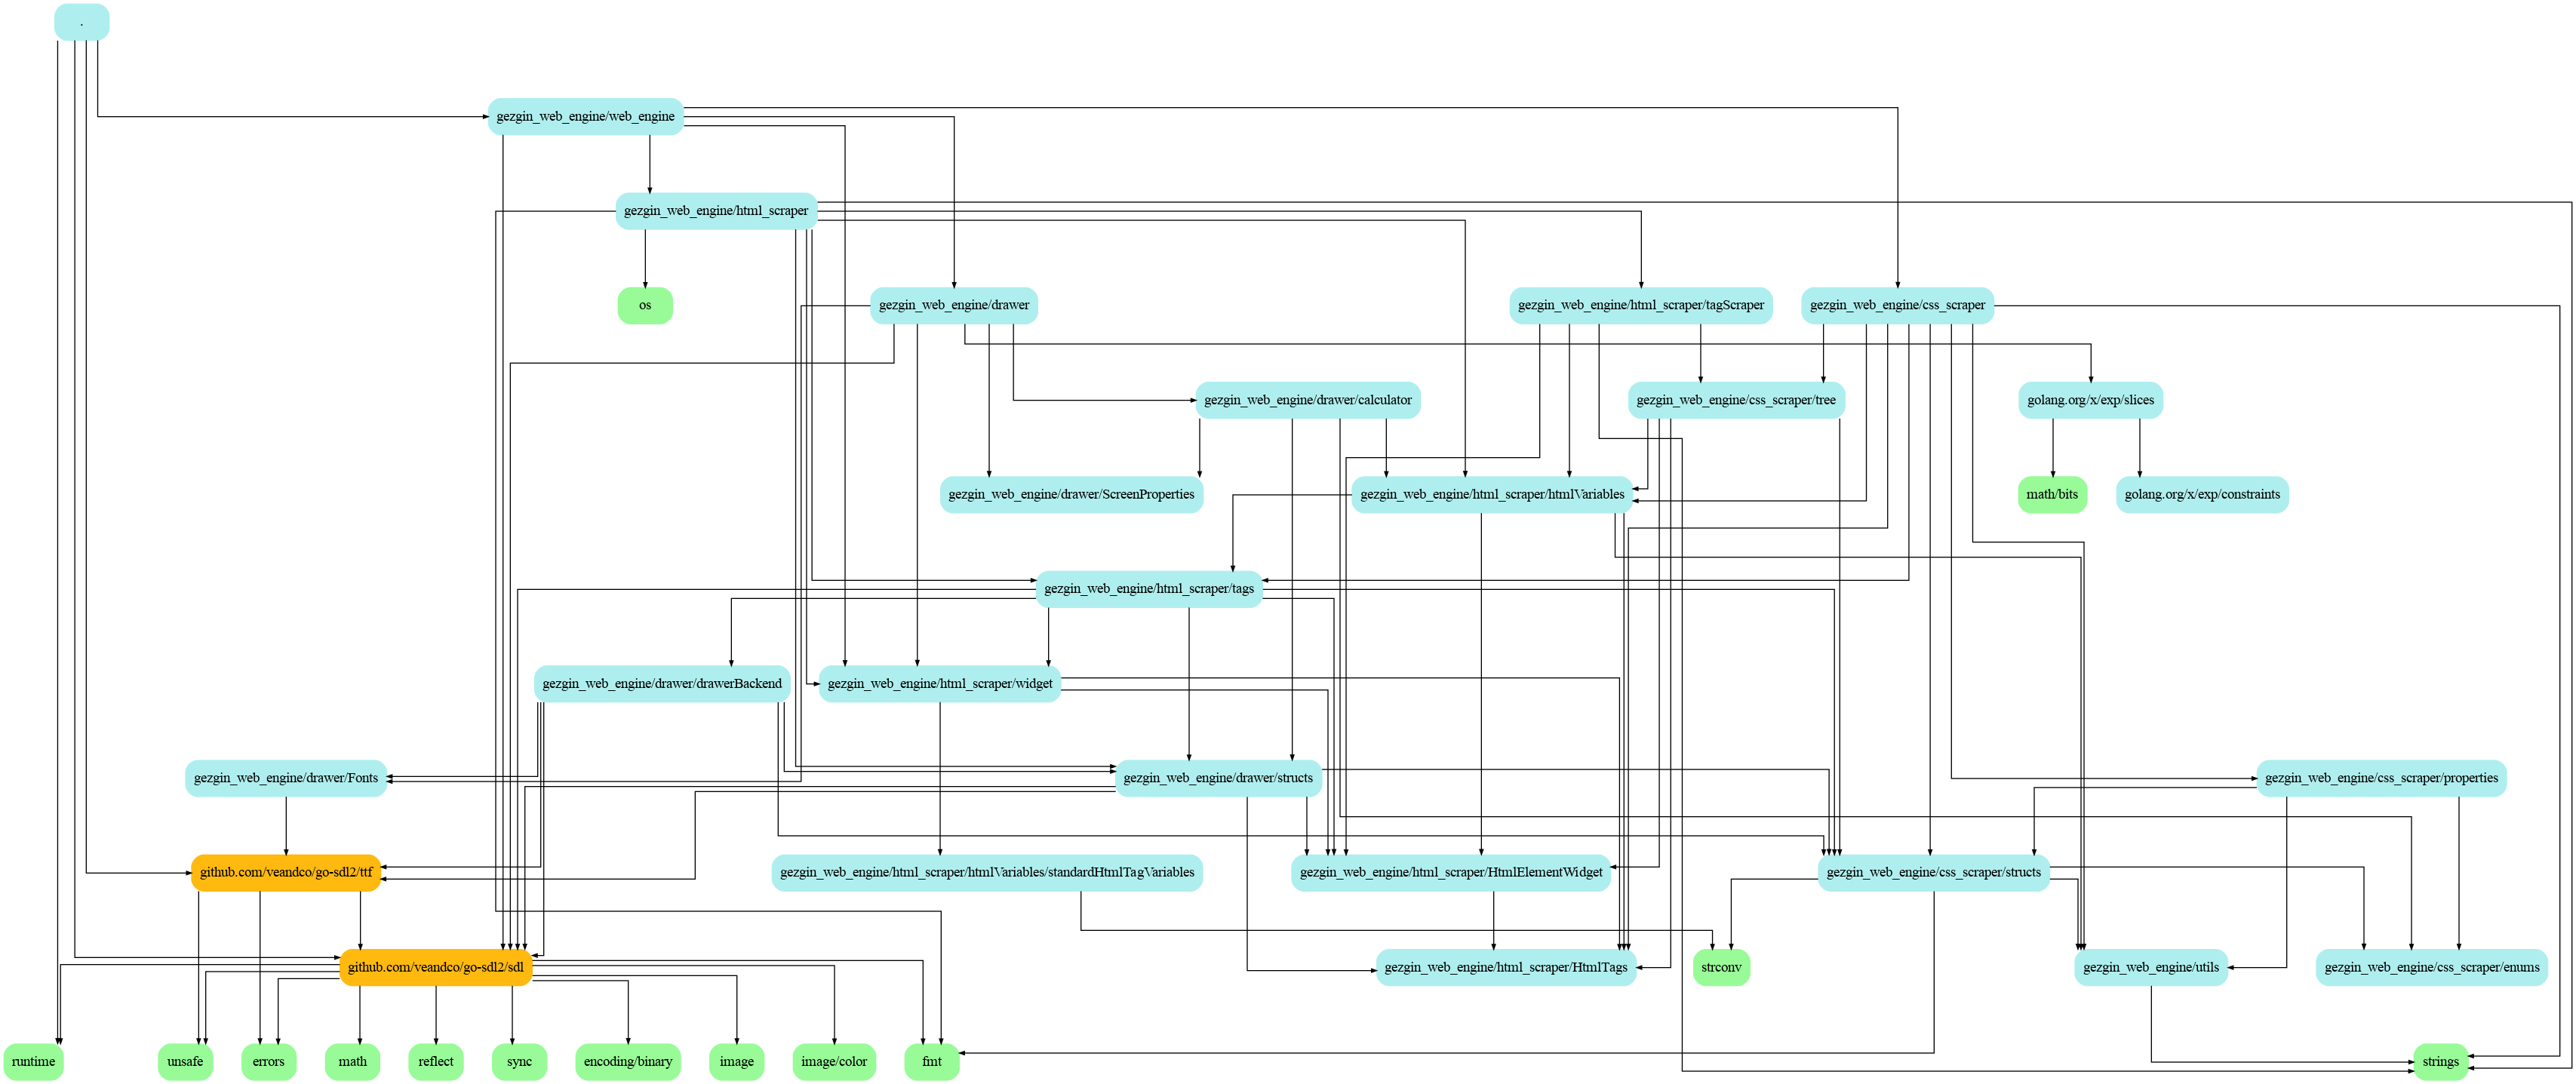 .
gezgin_web_engine/web_engine
gezgin_web_engine/html_scraper
os
gezgin_web_engine/drawer
gezgin_web_engine/html_scraper/tagScraper
gezgin_web_engine/css_scraper
gezgin_web_engine/drawer/calculator
gezgin_web_engine/css_scraper/tree
golang.org/x/exp/slices
gezgin_web_engine/drawer/ScreenProperties
gezgin_web_engine/html_scraper/htmlVariables
math/bits
golang.org/x/exp/constraints
gezgin_web_engine/html_scraper/tags
gezgin_web_engine/drawer/drawerBackend
gezgin_web_engine/html_scraper/widget
gezgin_web_engine/drawer/Fonts
gezgin_web_engine/drawer/structs
gezgin_web_engine/css_scraper/properties
github.com/veandco/go-sdl2/ttf
gezgin_web_engine/html_scraper/htmlVariables/standardHtmlTagVariables
gezgin_web_engine/html_scraper/HtmlElementWidget
gezgin_web_engine/css_scraper/structs
github.com/veandco/go-sdl2/sdl
gezgin_web_engine/html_scraper/HtmlTags
strconv
gezgin_web_engine/utils
gezgin_web_engine/css_scraper/enums
runtime
unsafe
errors
math
reflect
sync
encoding/binary
image
image/color
fmt
strings